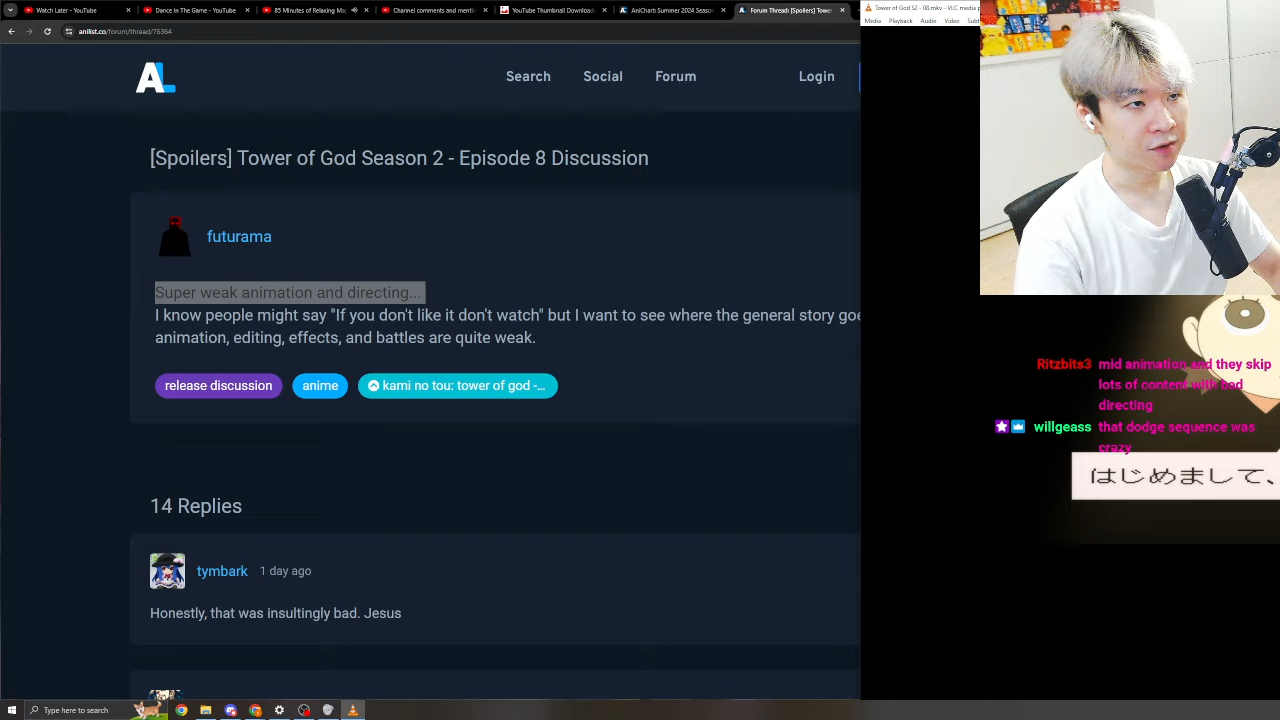 Watch Later - YouTube
Dance In The Game - YouTube
85 Minutes of Relaxing Mag
Channel comments and menti
YouTube Thumbnail Download
AniChart: Summer 2024 Season
Forum Thread: [Spoilers] Towe
Tower of God S2 - 08.mkv - VLC media p
Media Playback Audio Video Subt
anilist.co/forum/thread/76364
AL
Search
Social
Forum
Login
[Spoilers] Tower of God Season 2 - Episode 8 Discussion
futurama
Super weak animation and directing...
I know people might say "If you don't like it don't watch" but I want to see where the general story goe
animation, editing, effects, and battles are quite weak.
release discussion
anime
kami no tou: tower of god -...
Ritzbits3 mid animation and they skip
lots of content with bad
directing
willgeass that dodge sequence was
crazy
はじめまして、
14 Replies
tymbark 1 day ago
Honestly, that was insultingly bad. Jesus
Type here to search